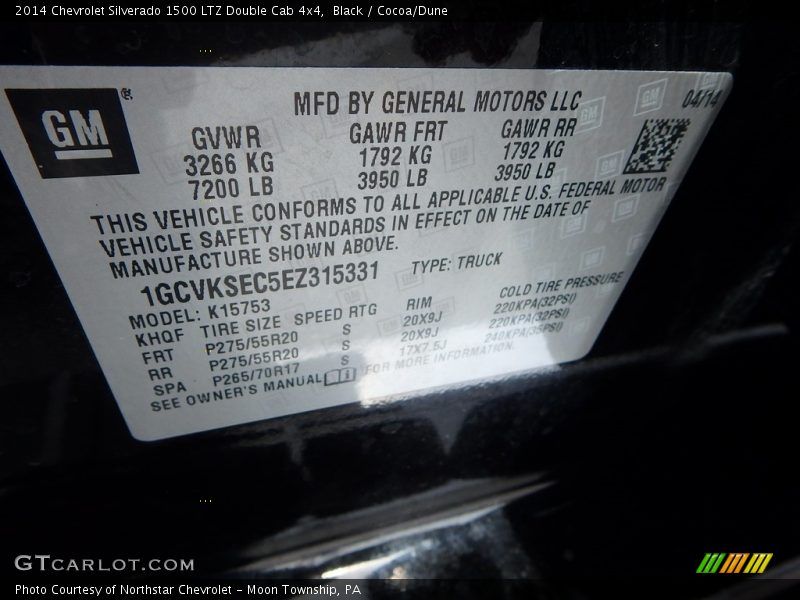 2014 Chevrolet Silverado 1500 LTZ Double Cab 4x4, Black / Cocoa/Dune
GM®
MFD BY GENERAL MOTORS LLC
04/14
GVWR GAWR FRT GAWR RR
3266 KG 1792 KG 1792 KG
7200 LB 3950 LB 3950 LB
THIS VEHICLE CONFORMS TO ALL APPLICABLE U.S. FEDERAL MOTOR
VEHICLE SAFETY STANDARDS IN EFFECT ON THE DATE OF
MANUFACTURE SHOWN ABOVE.
1GCVKSEC5EZ315331 TYPE: TRUCK
MODEL: K15753
KHQF TIRE SIZE SPEED RTG RIM COLD TIRE PRESSURE
FRT P275/55R20 S 20X9J 220KPA(32PSI)
RR P275/55R20 S 20X9J 220KPA(32PSI)
SPA P265/70R17 S 17X7.5J 240KPA(35PSI)
SEE OWNER'S MANUAL FOR MORE INFORMATION.
GTCARLOT.COM
Photo Courtesy of Northstar Chevrolet - Moon Township, PA